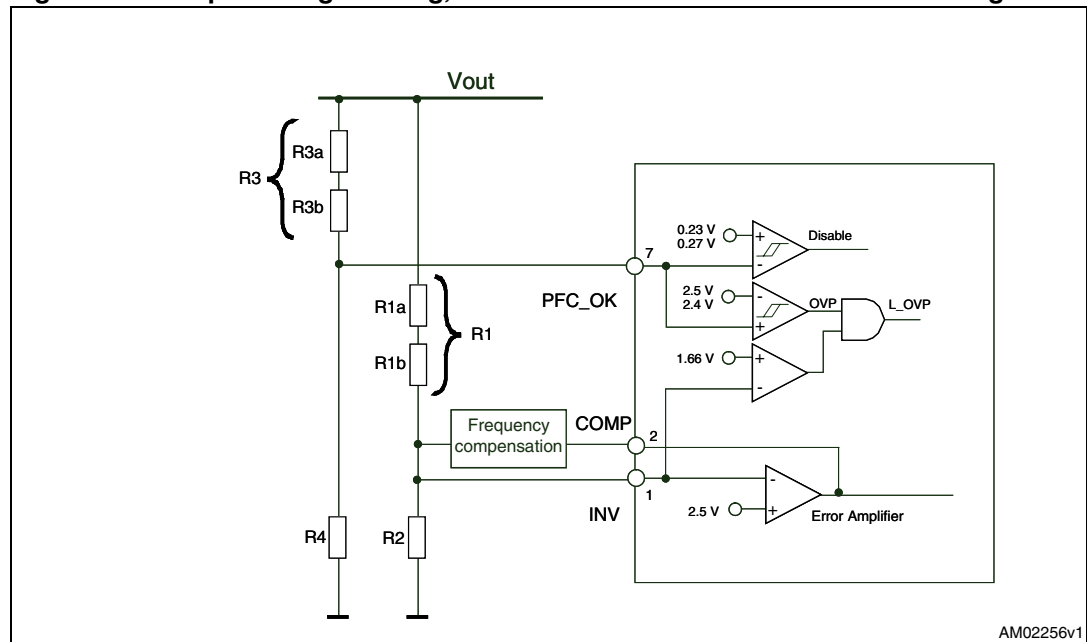 Vout
R3a
R3
R3b
0.23 V
0.27 V
Disable
7
PFC_OK
2.5 V
2.4 V
OVP
L_OVP
R1a
R1
R1b
1.66 V
Frequency
compensation
COMP
2
1
INV
2.5 V
Error Amplifier
R4
R2
+
-
-
+
+
-
-
+
AM02256v1